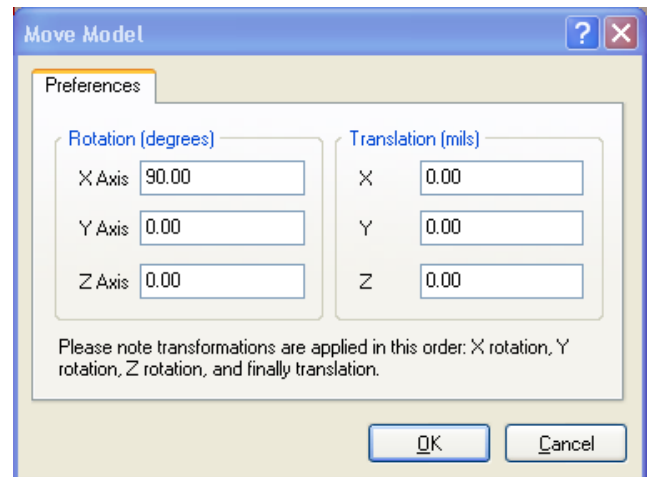 Move Model
?
Preferences
Rotation (degrees)
X Axis 90.00
Y Axis 0.00
Z Axis 0.00
Translation (mils)
X 0.00
Y 0.00
Z 0.00
Please note transformations are applied in this order: X rotation, Y
rotation, Z rotation, and finally translation.
OK
Cancel